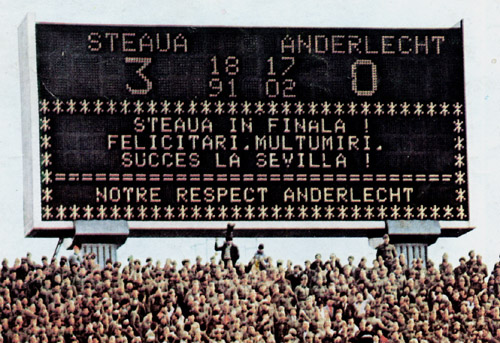 STEAUA ANDERLECHT
3 18 17 0
91 02
STEAUA IN FINALA !
FELICITARI.MULTUMIRI.
SUCCES LA SEVILLA !
NOTRE RESPECT ANDERLECHT